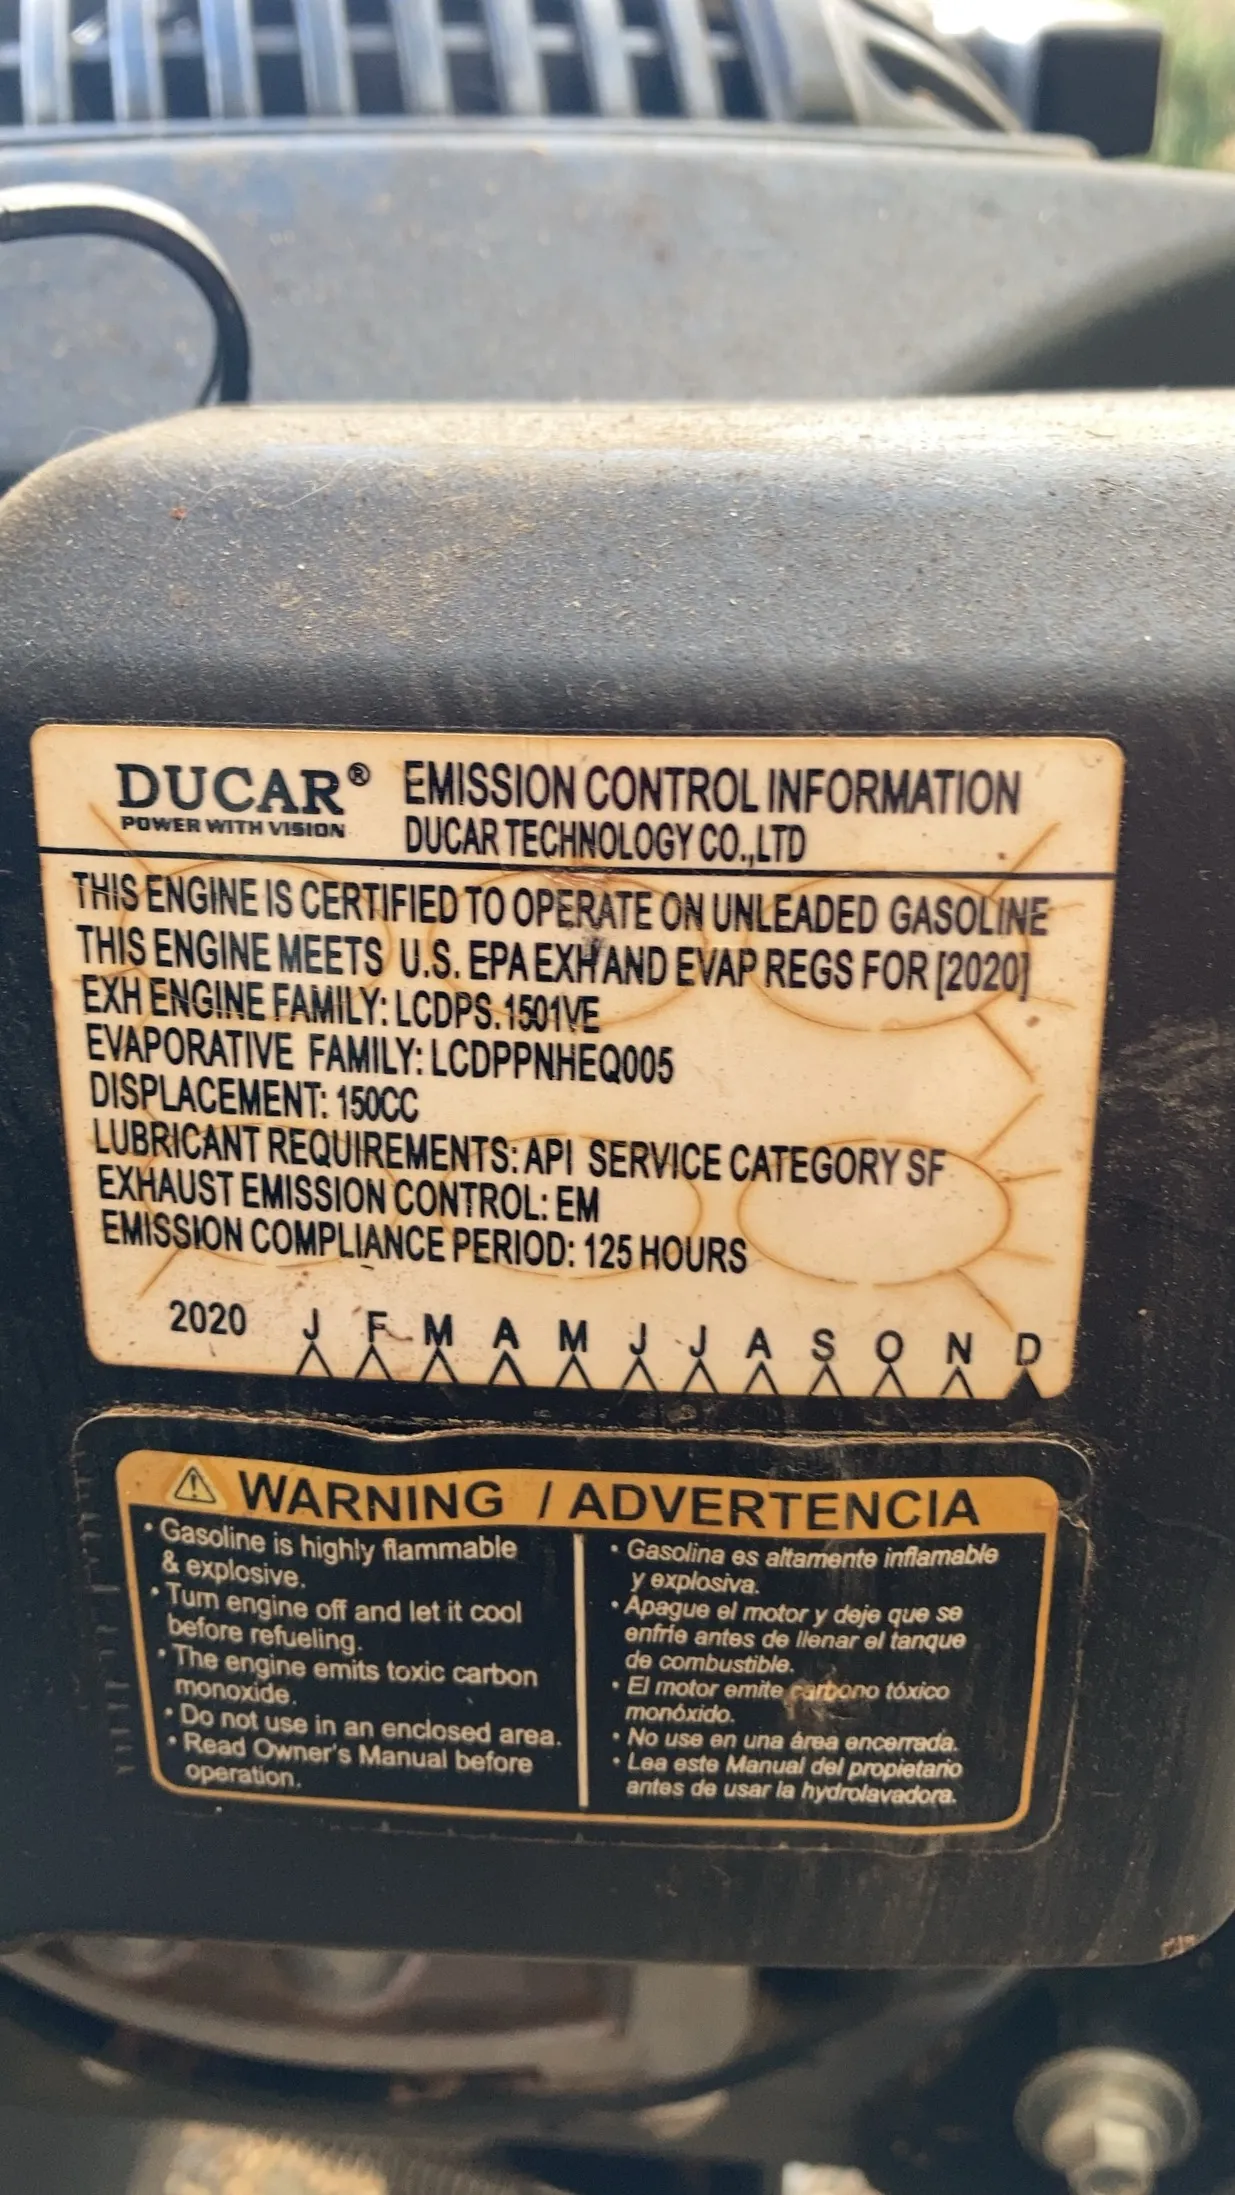 DUCAR® EMISSION CONTROL INFORMATION
POWER WITH VISION DUCAR TECHNOLOGY CO.,LTD
THIS ENGINE IS CERTIFIED TO OPERATE ON UNLEADED GASOLINE
THIS ENGINE MEETS U.S. EPA EXH AND EVAP REGS FOR [2020]
EXH ENGINE FAMILY: LCDPS.1501VE
EVAPORATIVE FAMILY: LCDPPNHEQ005
DISPLACEMENT: 150CC
LUBRICANT REQUIREMENTS: API SERVICE CATEGORY SF
EXHAUST EMISSION CONTROL: EM
EMISSION COMPLIANCE PERIOD: 125 HOURS
2020 J F M A M J J A S O N D
WARNING / ADVERTENCIA
• Gasoline is highly flammable
& explosive.
• Turn engine off and let it cool
before refueling.
• The engine emits toxic carbon
monoxide.
• Do not use in an enclosed area.
• Read Owner's Manual before
operation.
• Gasolina es altamente inflamable
y explosiva.
• Apague el motor y deje que se
enfríe antes de llenar el tanque
de combustible.
• El motor emite carbono tóxico
monóxido.
• No use en una área encerrada.
• Lea este Manual del propietario
antes de usar la hydrolavadora.